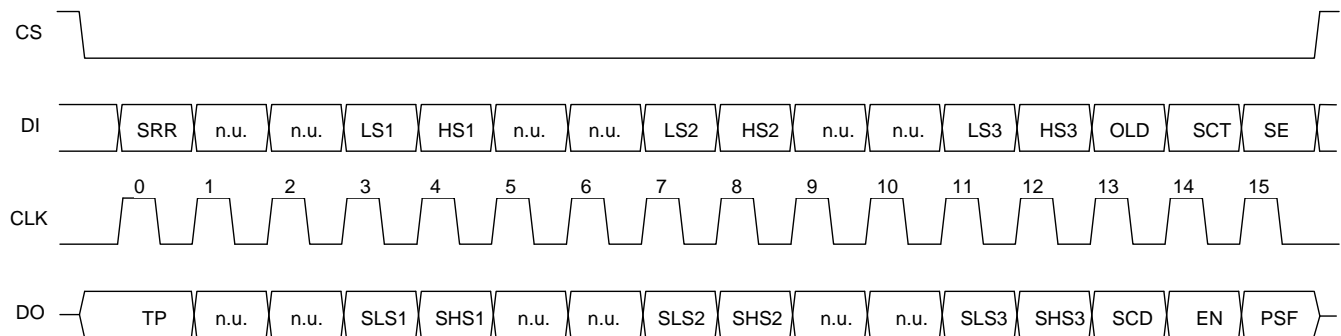 CS
DI SRR n.u. n.u. LS1 HS1 n.u. n.u. LS2 HS2 n.u. n.u. LS3 HS3 OLD SCT SE
0 1 2 3 4 5 6 7 8 9 10 11 12 13 14 15
CLK
DO TP n.u. n.u. SLS1 SHS1 n.u. n.u. SLS2 SHS2 n.u. n.u. SLS3 SHS3 SCD EN PSF